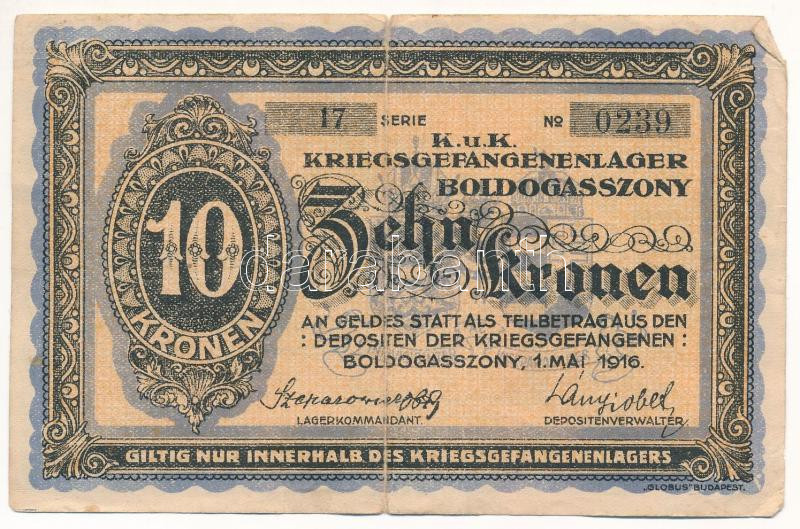 17 SERIE No 0239
K.u.K.
KRIEGSGEFANGENENLAGER
BOLDOGASSZONY
10
KRONEN
Zehn
Kronen
AN GELDES STATT ALS TEILBETRAG AUS DEN
: DEPOSITEN DER KRIEGSGEFANGENEN :
BOLDOGASSZONY, 1. MAI 1916.
LAGERKOMMANDANT. DEPOSITENVERWALTER
GILTIG NUR INNERHALB DES KRIEGSGEFANGENENLAGERS
„GLOBUS" BUDAPEST.
darabanth